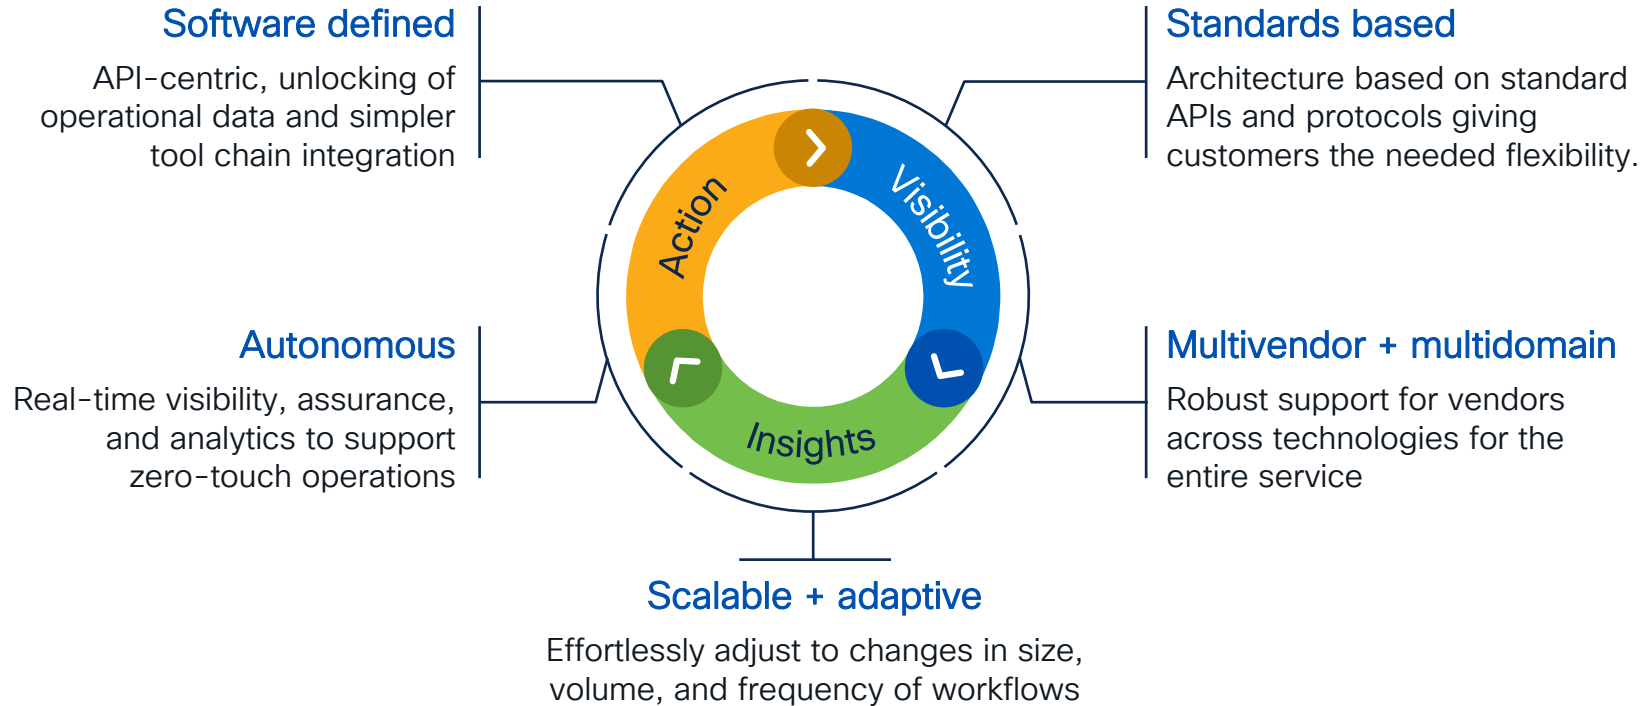 Software defined
API-centric, unlocking of
operational data and simpler
tool chain integration
Standards based
Architecture based on standard
APIs and protocols giving
customers the needed flexibility.
Action
Visibility
Insights
Autonomous
Real-time visibility, assurance,
and analytics to support
zero-touch operations
Multivendor + multidomain
Robust support for vendors
across technologies for the
entire service
Scalable + adaptive
Effortlessly adjust to changes in size,
volume, and frequency of workflows